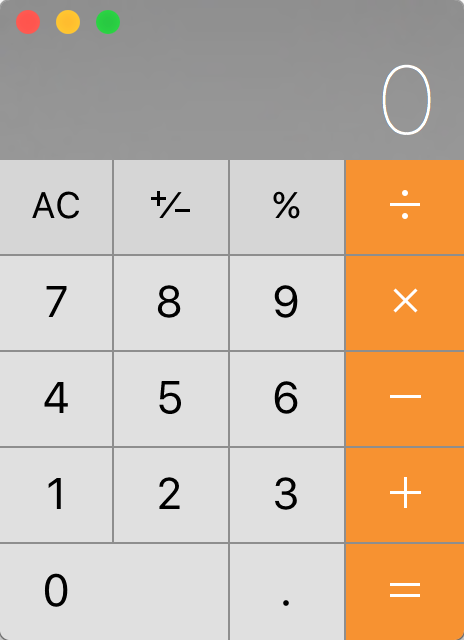 0
AC +/− % ÷
7 8 9 ×
4 5 6 −
1 2 3 +
0 . =